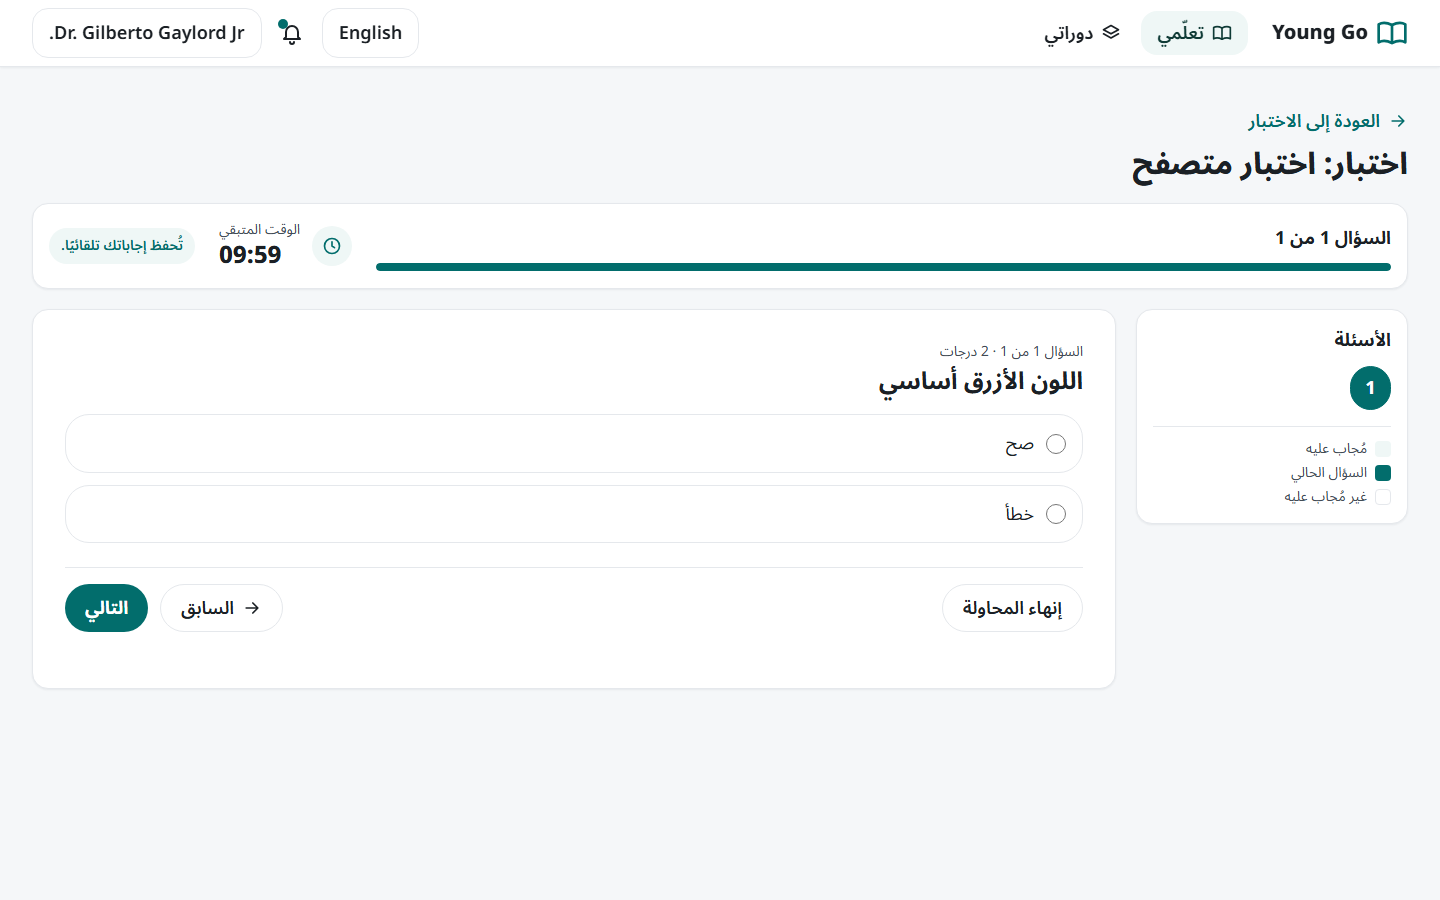 Young Go
تعلّمي
دوراتي
English
Dr. Gilberto Gaylord Jr.
العودة إلى الاختبار
اختبار: اختبار متصفح
السؤال 1 من 1
الوقت المتبقي
09:59
تُحفظ إجاباتك تلقائيًا.
الأسئلة
1
مُجاب عليه
السؤال الحالي
غير مُجاب عليه
السؤال 1 من 1 · 2 درجات
اللون الأزرق أساسي
صح
خطأ
إنهاء المحاولة
السابق
التالي